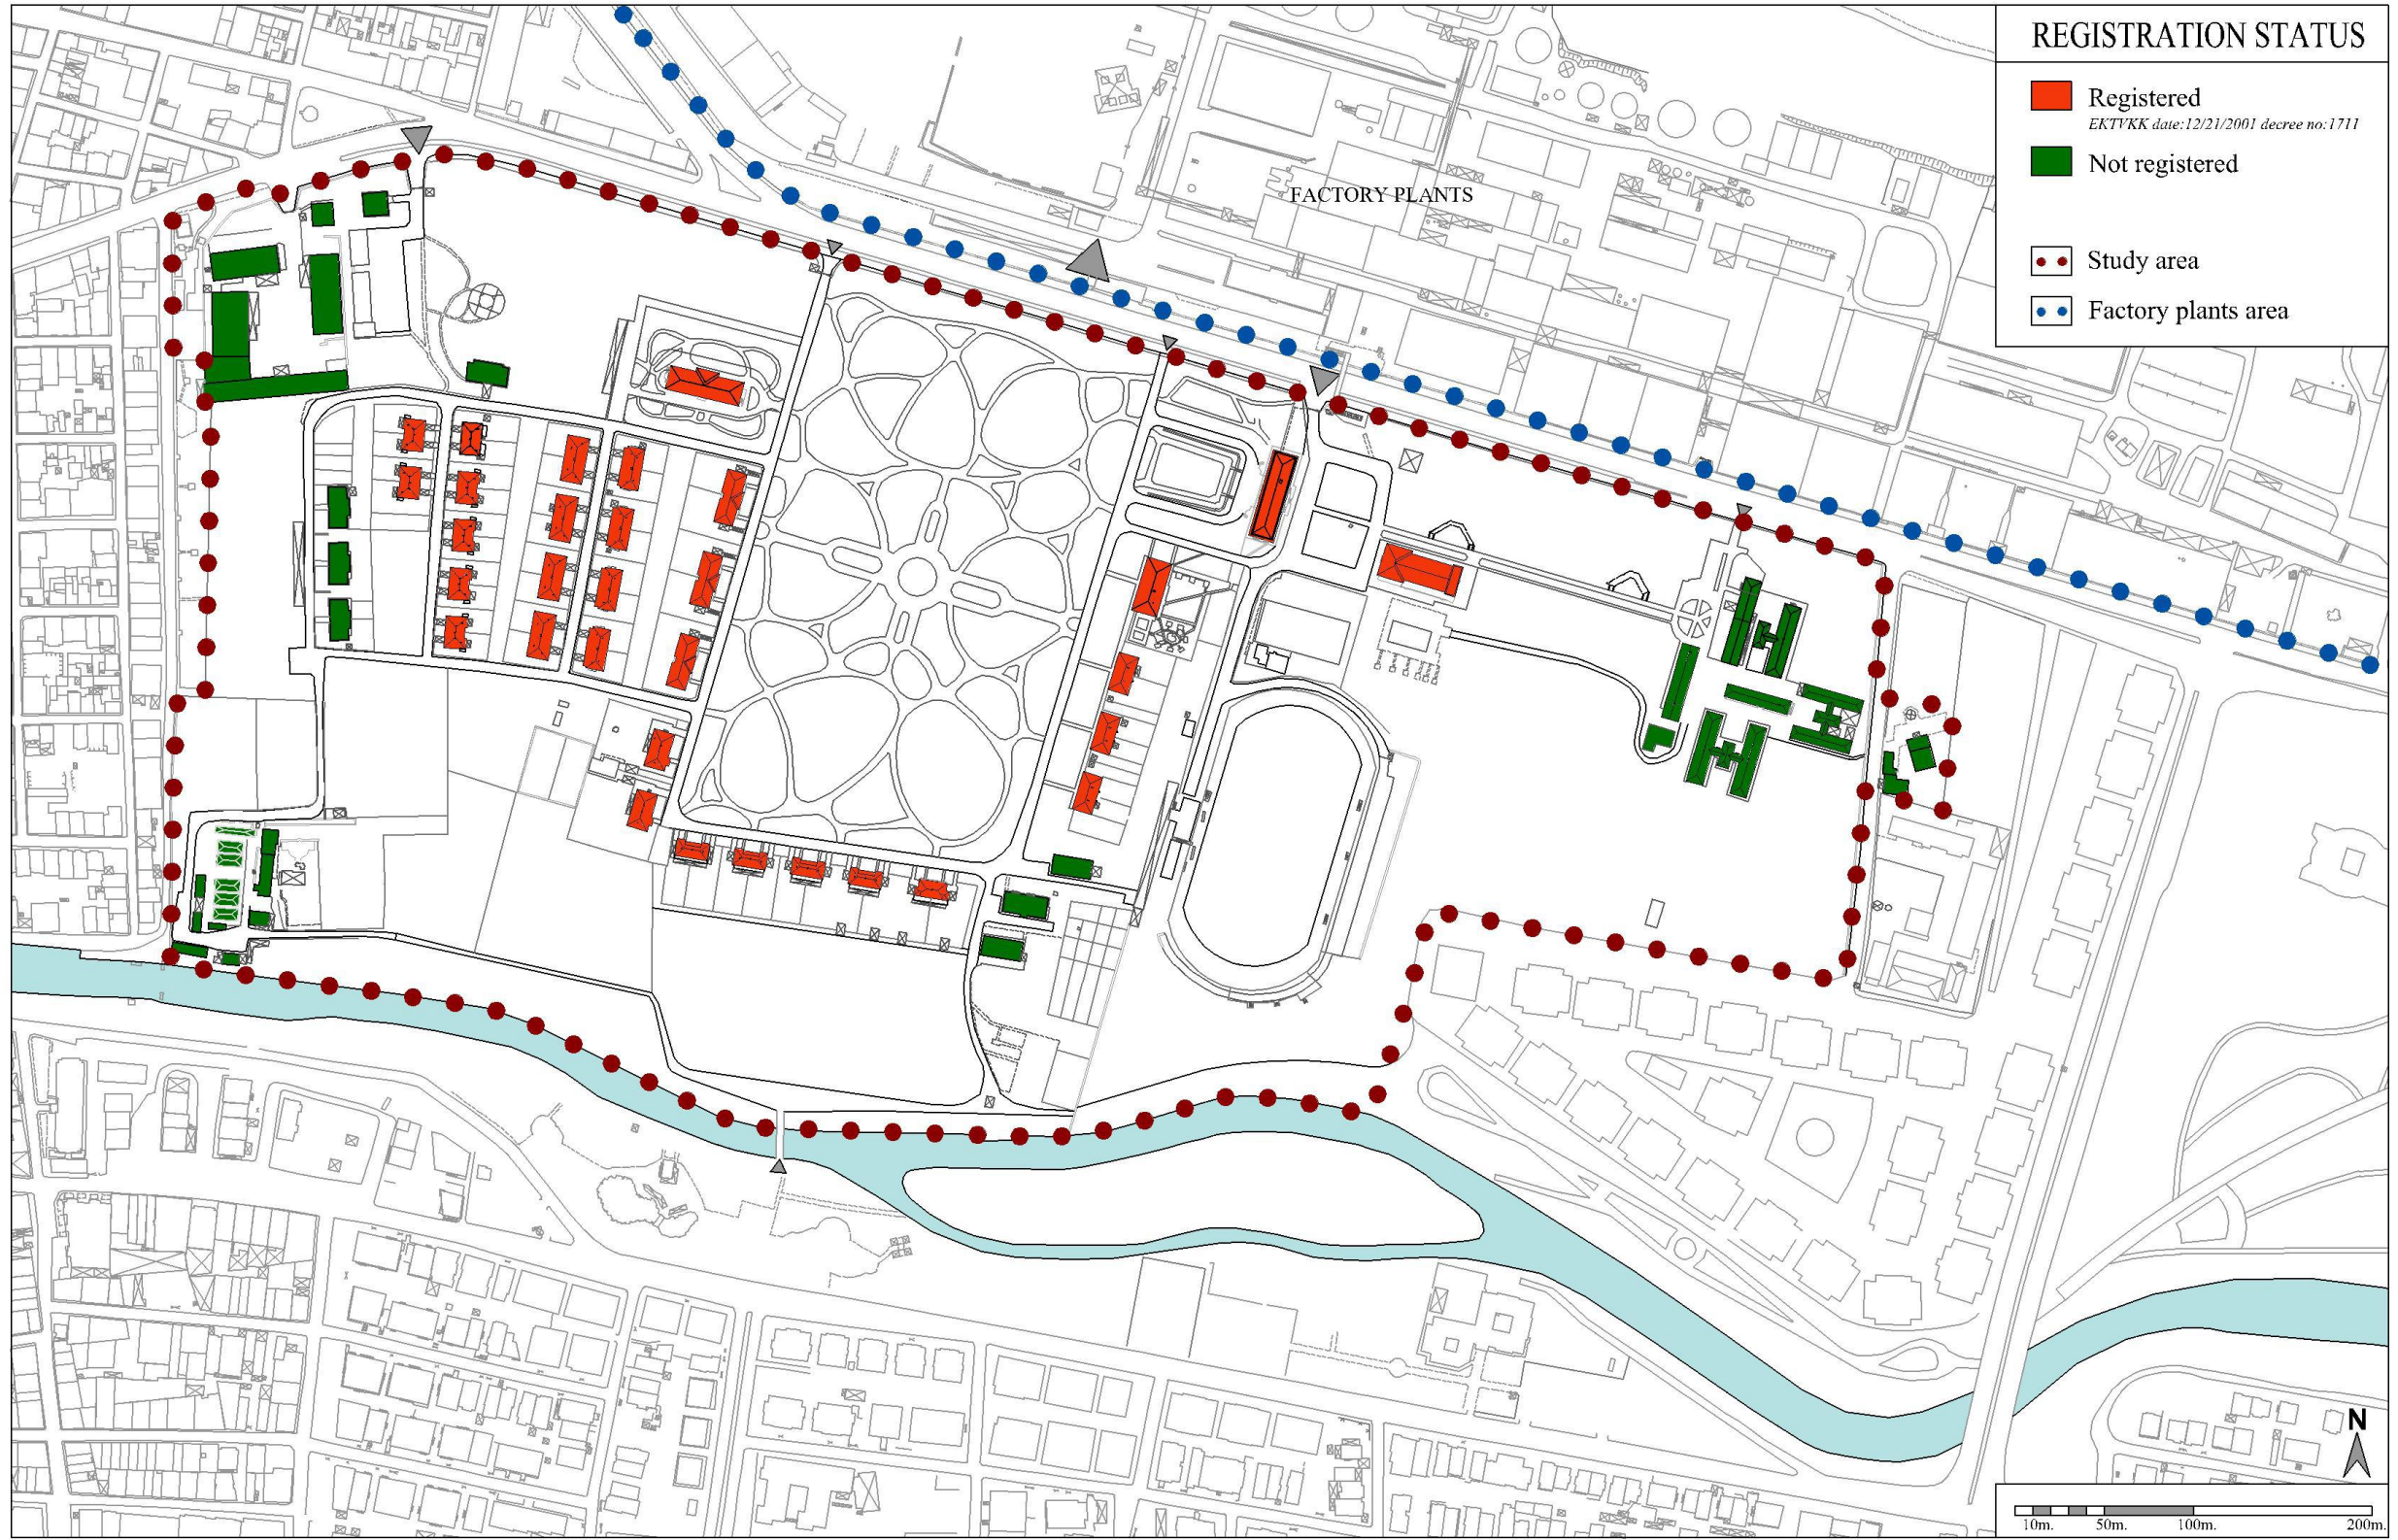 REGISTRATION STATUS
Registered
EKTVKK date:12/21/2001 decree no:1711
Not registered
Study area
Factory plants area
FACTORY PLANTS
N
10m. 50m. 100m. 200m.